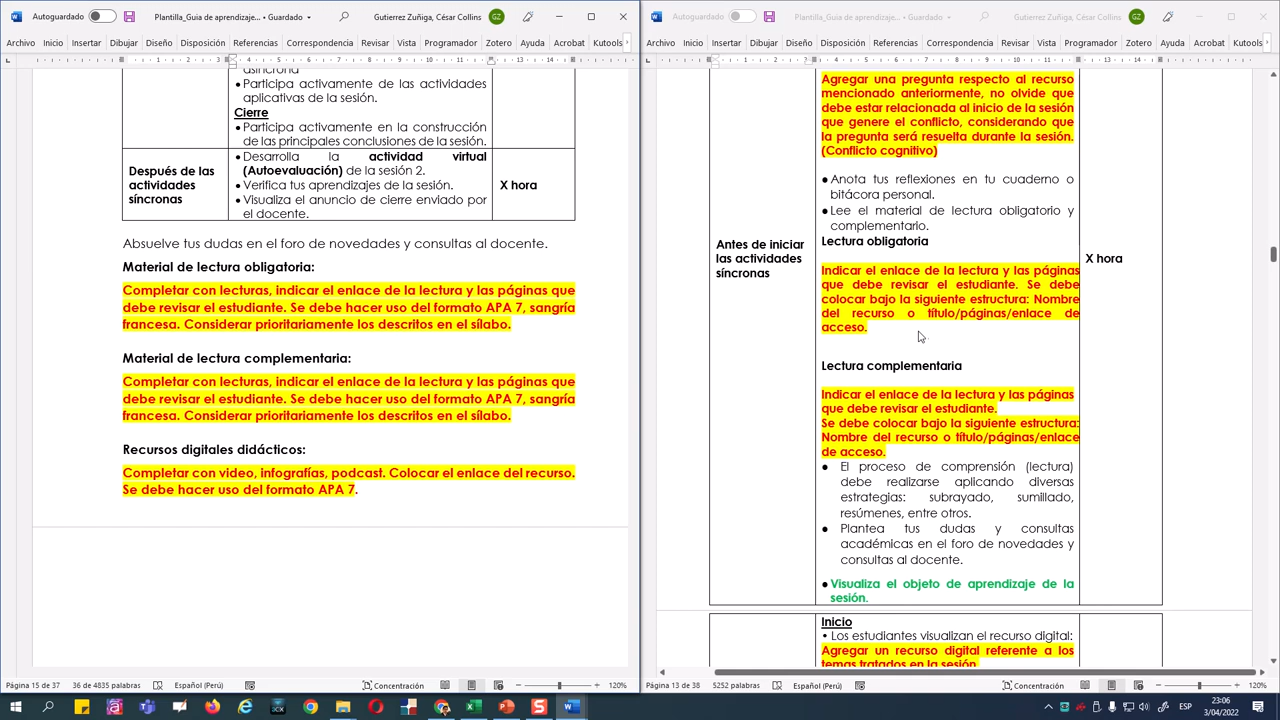 Autoguardado
Plantilla_Guia de aprendizaje... • Guardado
Gutierrez Zuñiga, César Collins
GZ
Archivo Inicio Insertar Dibujar Diseño Disposición Referencias Correspondencia Revisar Vista Programador Zotero Ayuda Acrobat Kutools
asíncrona
• Participa activamente de las actividades
aplicativas de la sesión.
Cierre
• Participa activamente en la construcción
de las principales conclusiones de la sesión.
Después de las
actividades
síncronas
• Desarrolla la actividad virtual
(Autoevaluación) de la sesión 2.
• Verifica tus aprendizajes de la sesión.
• Visualiza el anuncio de cierre enviado por
el docente.
X hora
Absuelve tus dudas en el foro de novedades y consultas al docente.
Material de lectura obligatoria:
Completar con lecturas, indicar el enlace de la lectura y las páginas que
debe revisar el estudiante. Se debe hacer uso del formato APA 7, sangría
francesa. Considerar prioritariamente los descritos en el sílabo.
Material de lectura complementaria:
Completar con lecturas, indicar el enlace de la lectura y las páginas que
debe revisar el estudiante. Se debe hacer uso del formato APA 7, sangría
francesa. Considerar prioritariamente los descritos en el sílabo.
Recursos digitales didácticos:
Completar con video, infografías, podcast. Colocar el enlace del recurso.
Se debe hacer uso del formato APA 7.
Página 15 de 37 36 de 4835 palabras Español (Perú) Concentración 120%
Autoguardado
Plantilla_Guia de aprendizaje... • Guardado
Gutierrez Zuñiga, César Collins
GZ
Archivo Inicio Insertar Dibujar Diseño Disposición Referencias Correspondencia Revisar Vista Programador Zotero Ayuda Acrobat Kutools
Agregar una pregunta respecto al recurso
mencionado anteriormente, no olvide que
debe estar relacionada al inicio de la sesión
que genere el conflicto, considerando que
la pregunta será resuelta durante la sesión.
(Conflicto cognitivo)
● Anota tus reflexiones en tu cuaderno o
bitácora personal.
● Lee el material de lectura obligatorio y
complementario.
Antes de iniciar
las actividades
síncronas
Lectura obligatoria
X hora
Indicar el enlace de la lectura y las páginas
que debe revisar el estudiante. Se debe
colocar bajo la siguiente estructura: Nombre
del recurso o título/páginas/enlace de
acceso.
Lectura complementaria
Indicar el enlace de la lectura y las páginas
que debe revisar el estudiante.
Se debe colocar bajo la siguiente estructura:
Nombre del recurso o título/páginas/enlace
de acceso.
● El proceso de comprensión (lectura)
debe realizarse aplicando diversas
estrategias: subrayado, sumillado,
resúmenes, entre otros.
● Plantea tus dudas y consultas
académicas en el foro de novedades y
consultas al docente.
● Visualiza el objeto de aprendizaje de la
sesión.
Inicio
• Los estudiantes visualizan el recurso digital:
Agregar un recurso digital referente a los
temas tratados en la sesión
Página 13 de 38 5252 palabras Español (Perú) Concentración 120%
ESP
23:06
3/04/2022